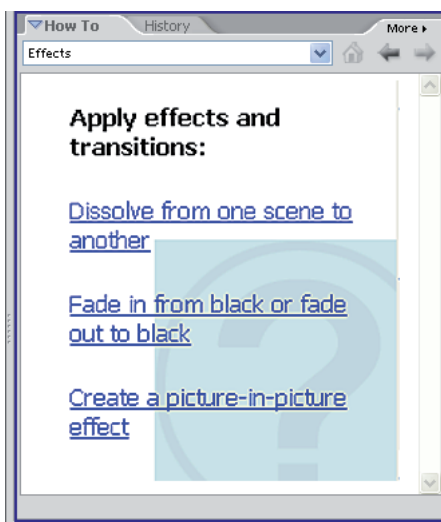 How To History More
Effects
Apply effects and
transitions:
Dissolve from one scene to
another
Fade in from black or fade
out to black
Create a picture-in-picture
effect